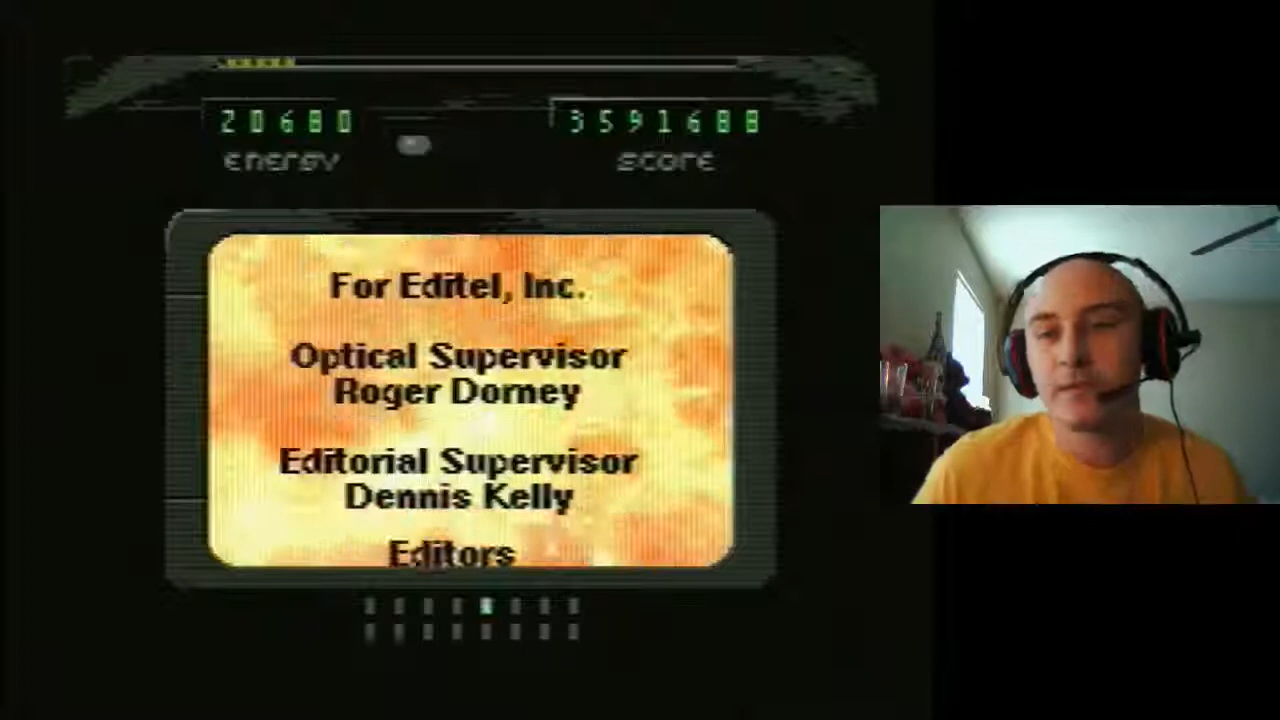 20680
3591688
energy
score
For Editel, Inc.
Optical Supervisor
Roger Dorney
Editorial Supervisor
Dennis Kelly
Editors